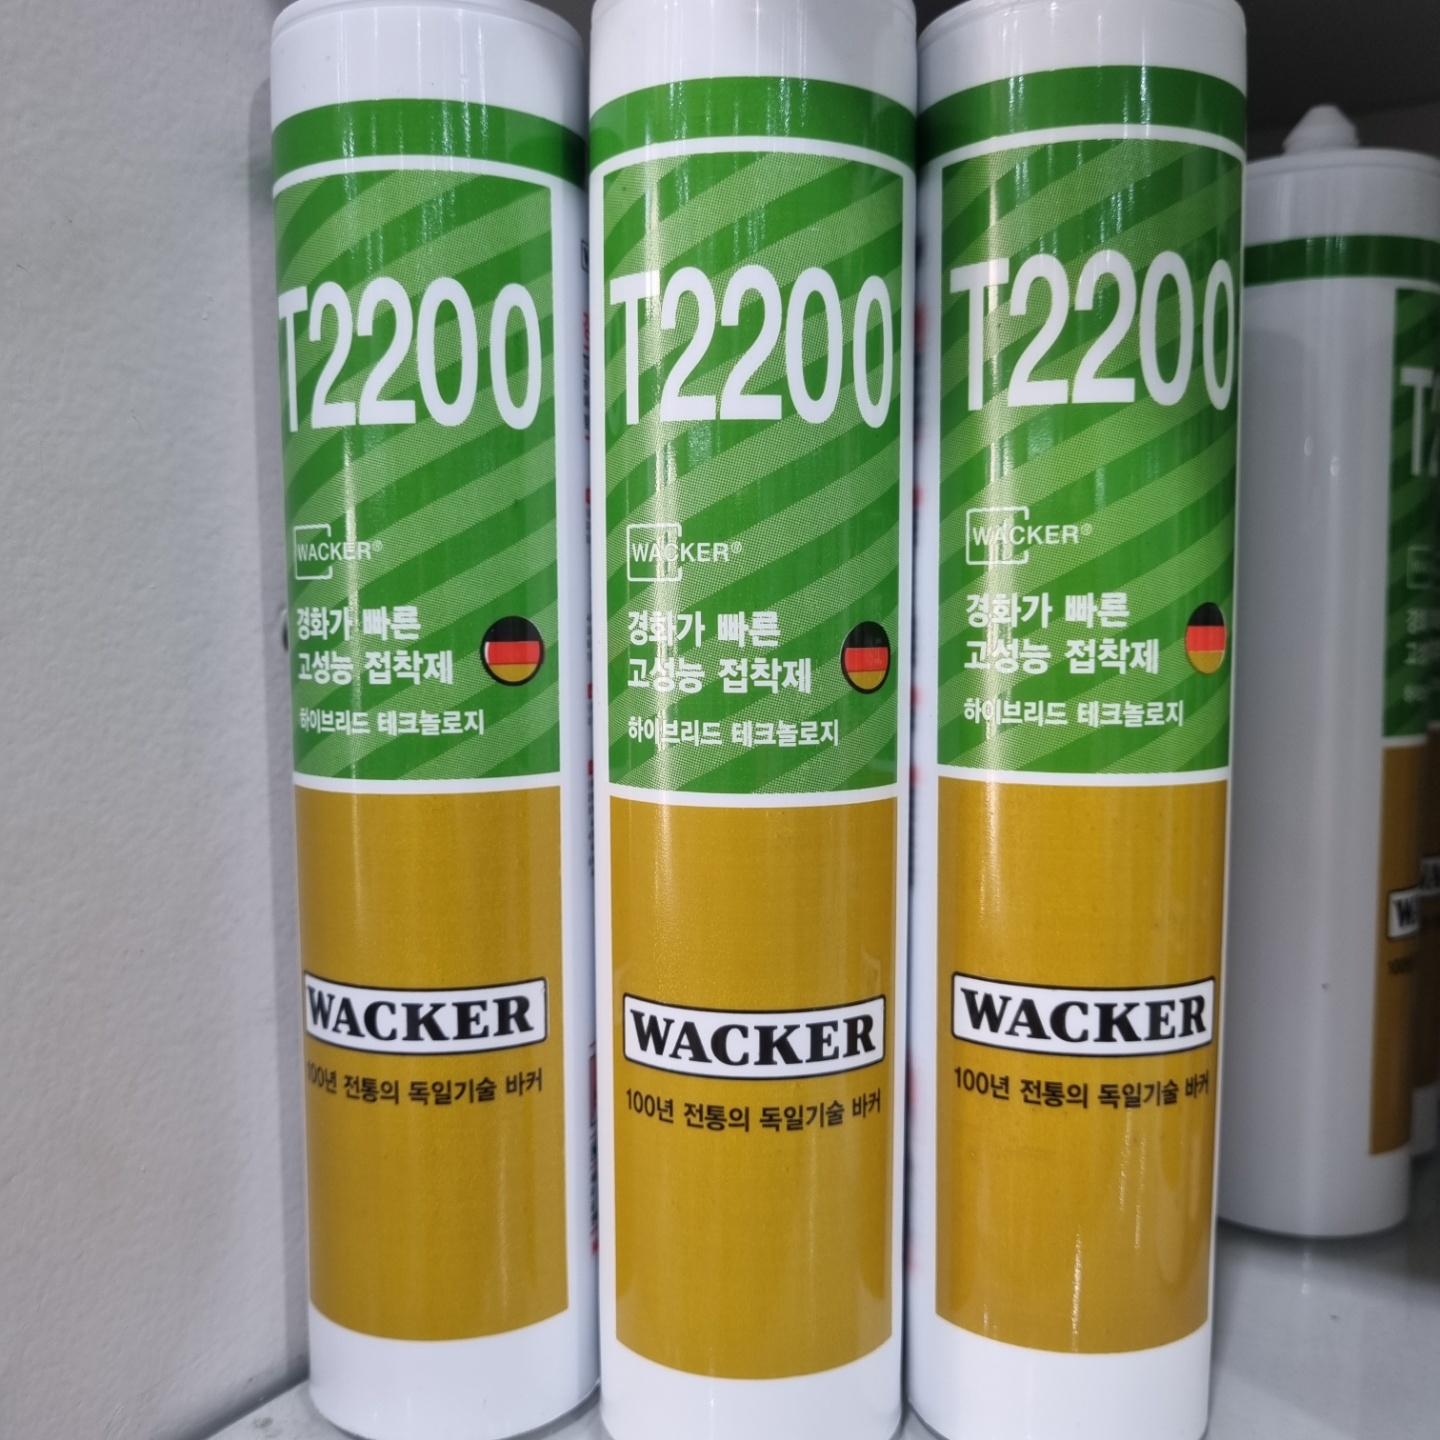 T2200
WACKER®
경화가 빠른
고성능 접착제
하이브리드 테크놀로지
WACKER
100년 전통의 독일기술 바커
T2200
WACKER®
경화가 빠른
고성능 접착제
하이브리드 테크놀로지
WACKER
100년 전통의 독일기술 바커
T2200
WACKER®
경화가 빠른
고성능 접착제
하이브리드 테크놀로지
WACKER
100년 전통의 독일기술 바커